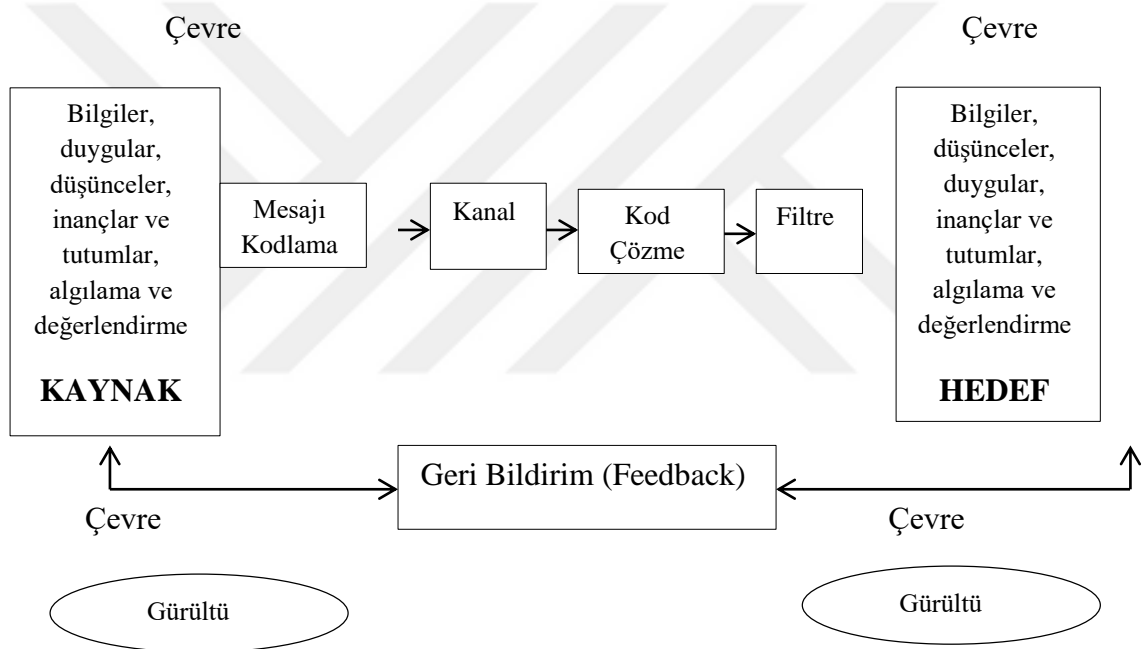 Çevre
Çevre
Bilgiler,
duygular,
düşünceler,
inançlar ve
tutumlar,
algılama ve
değerlendirme
KAYNAK
Mesajı
Kodlama
Kanal
Kod
Çözme
Filtre
Bilgiler,
düşünceler,
duygular,
inançlar ve
tutumlar,
algılama ve
değerlendirme
HEDEF
Geri Bildirim (Feedback)
Çevre
Çevre
Gürültü
Gürültü